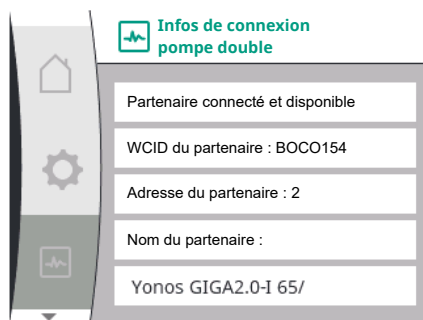 Infos de connexion
pompe double
Partenaire connecté et disponible
WCID du partenaire : BOCO154
Adresse du partenaire : 2
Nom du partenaire :
Yonos GIGA2.0-I 65/